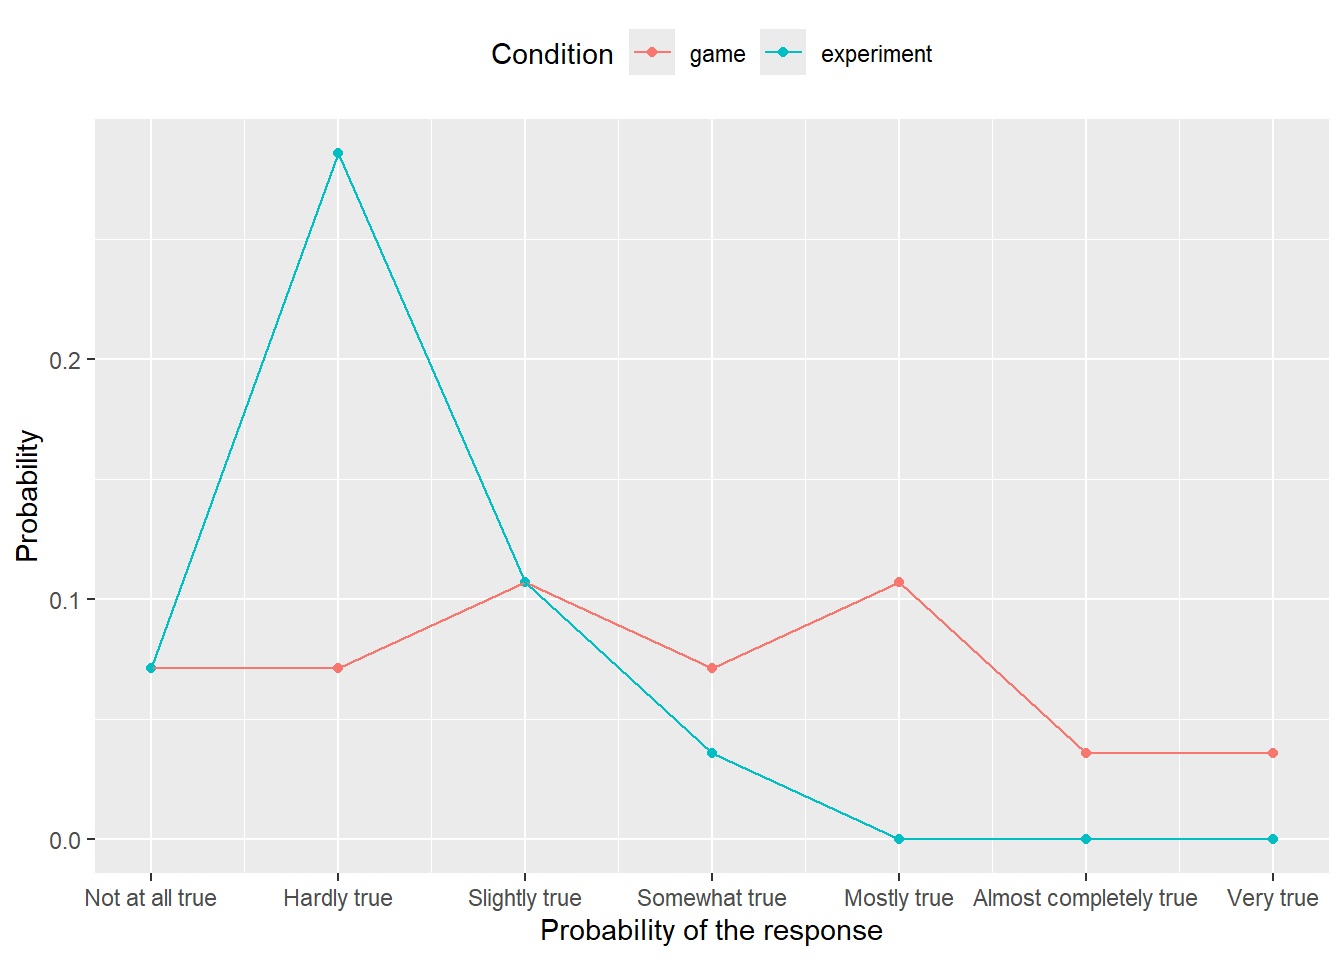 Condition game experiment
Probability
0.2
0.1
0.0
Not at all true Hardly true Slightly true Somewhat true Mostly true Almost completely true Very true
Probability of the response